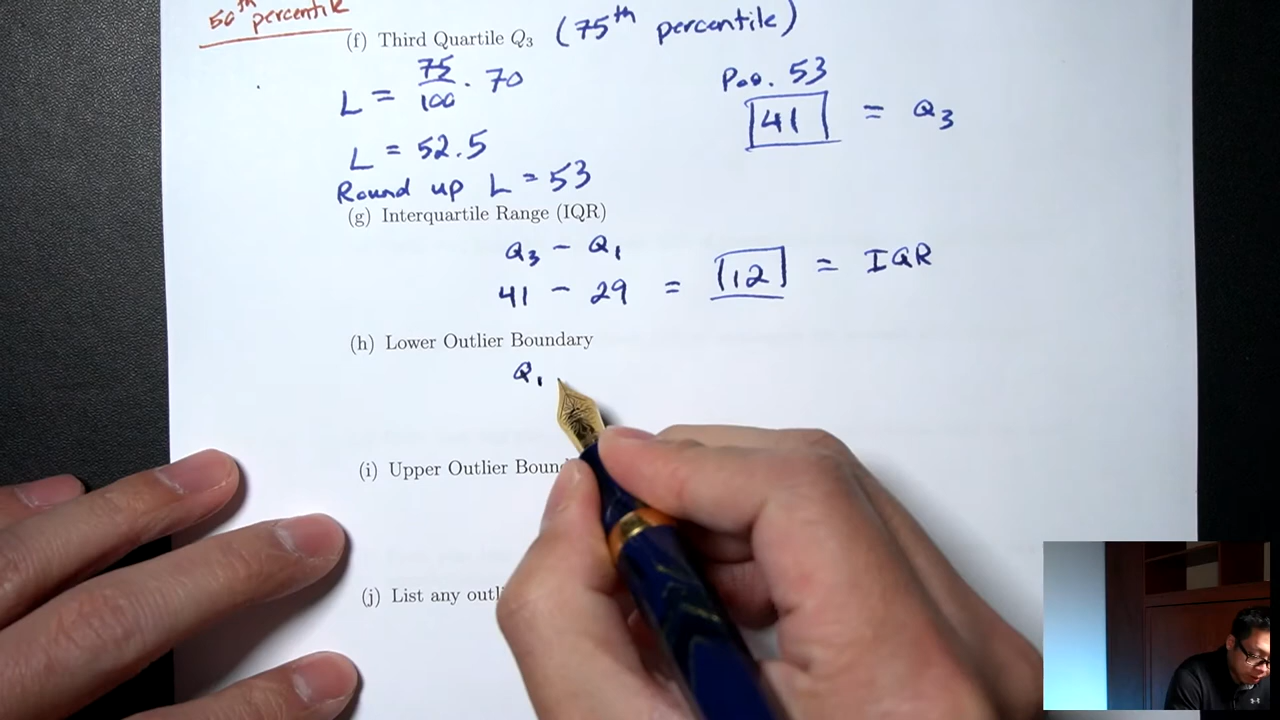 50th percentile
(f) Third Quartile Q3 (75th percentile)
L = 75/100 . 70
Pos. 53
41 = Q3
L = 52.5
Round up L = 53
(g) Interquartile Range (IQR)
Q3 - Q1
41 - 29 = 12 = IQR
(h) Lower Outlier Boundary
Q1
(i) Upper Outlier Boun
(j) List any outl